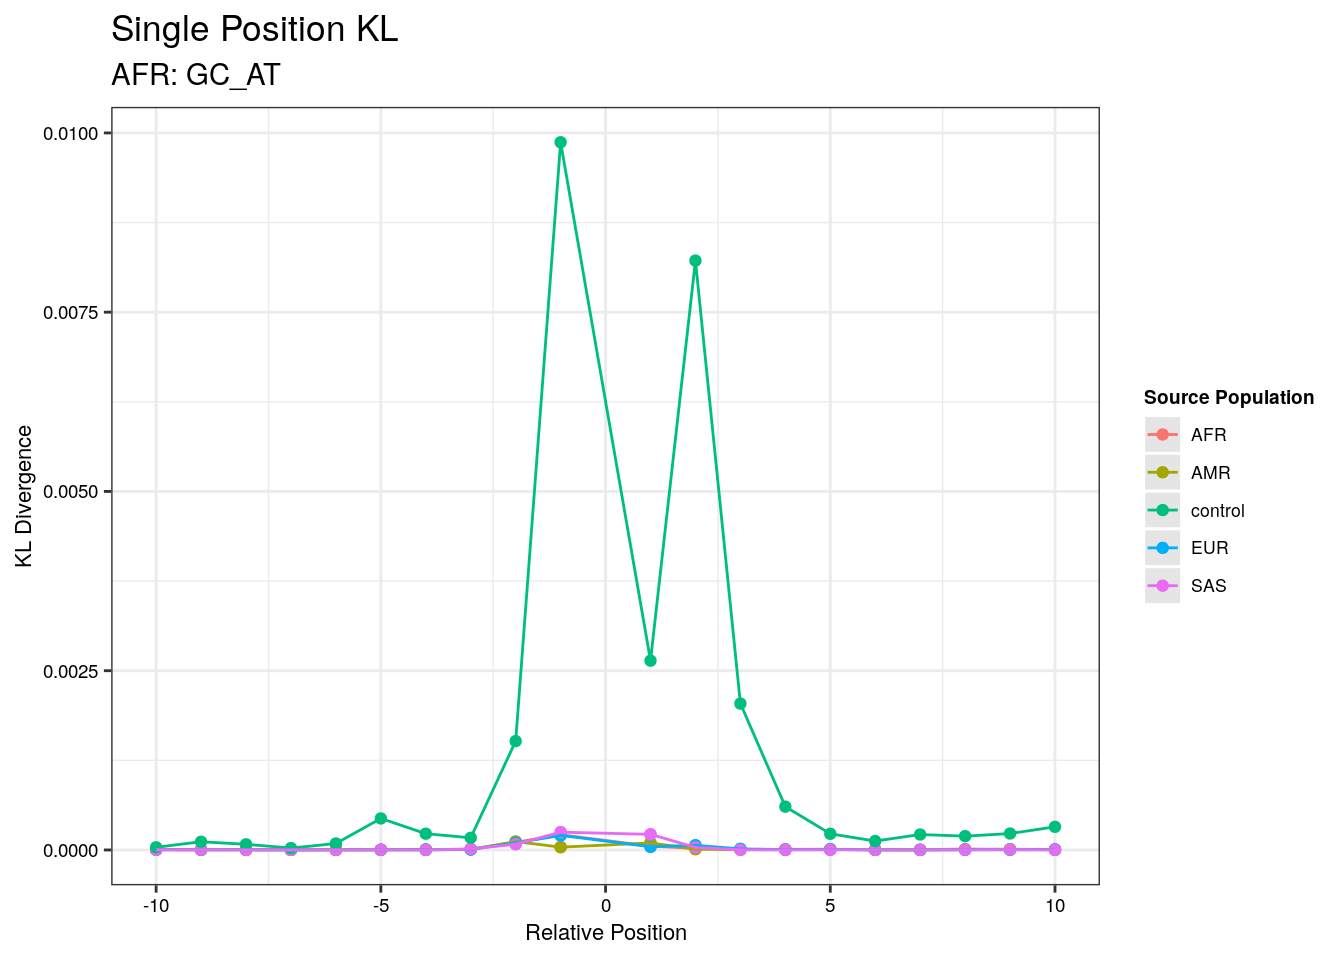 Single Position KL
AFR: GC_AT
0.0100
0.0075
0.0050
0.0025
0.0000
KL Divergence
-10
-5
0
5
10
Relative Position
Source Population
AFR
AMR
control
EUR
SAS